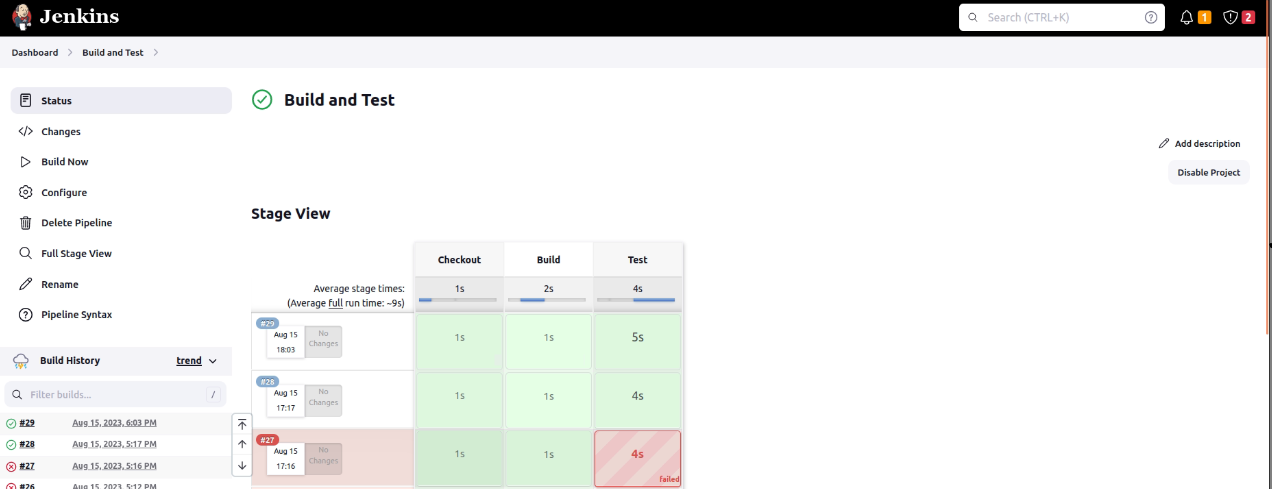 Jenkins
Search (CTRL+K)
?
1
2
Dashboard
Build and Test
Status
Changes
Build Now
Configure
Delete Pipeline
Full Stage View
Rename
Pipeline Syntax
Build History
trend
Filter builds...
/
#29
Aug 15, 2023, 6:03 PM
#28
Aug 15, 2023, 5:17 PM
#27
Aug 15, 2023, 5:16 PM
#26
Aug 15, 2023, 5:12 PM
Build and Test
Add description
Disable Project
Stage View
Checkout Build Test
Average stage times: 1s 2s 4s
(Average full run time: ~9s)
#29
Aug 15
18:03
No
Changes
1s 1s 5s
#28
Aug 15
17:17
No
Changes
1s 1s 4s
#27
Aug 15
17:16
No
Changes
1s 1s 4s
failed